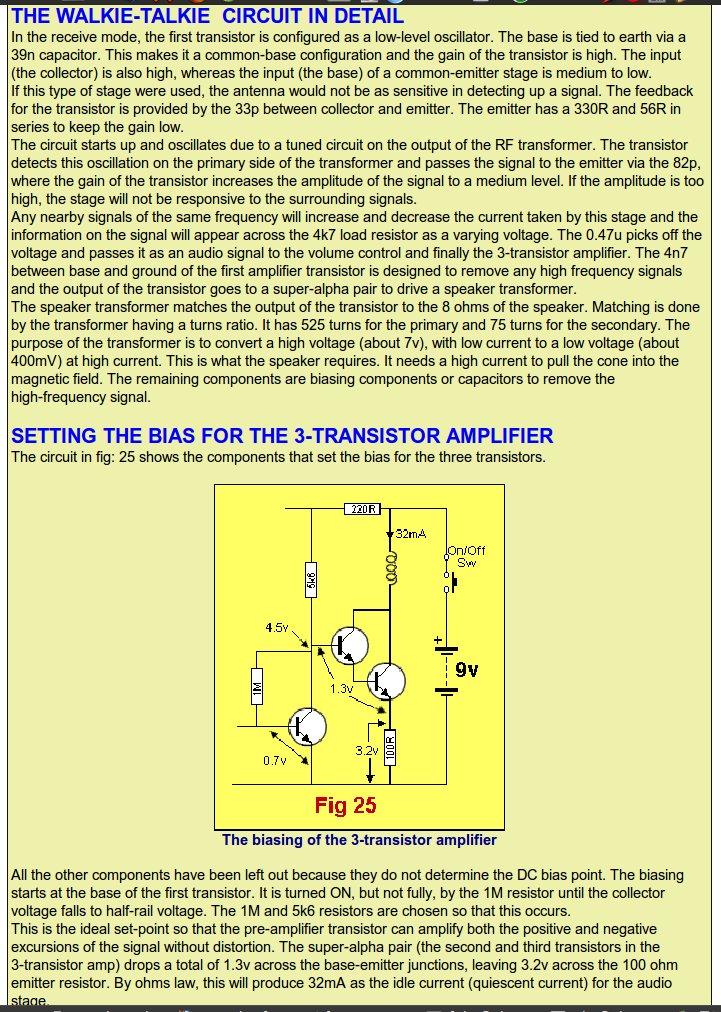 THE WALKIE-TALKIE CIRCUIT IN DETAIL
In the receive mode, the first transistor is configured as a low-level oscillator. The base is tied to earth via a
39n capacitor. This makes it a common-base configuration and the gain of the transistor is high. The input
(the collector) is also high, whereas the input (the base) of a common-emitter stage is medium to low.
If this type of stage were used, the antenna would not be as sensitive in detecting up a signal. The feedback
for the transistor is provided by the 33p between collector and emitter. The emitter has a 330R and 56R in
series to keep the gain low.
The circuit starts up and oscillates due to a tuned circuit on the output of the RF transformer. The transistor
detects this oscillation on the primary side of the transformer and passes the signal to the emitter via the 82p,
where the gain of the transistor increases the amplitude of the signal to a medium level. If the amplitude is too
high, the stage will not be responsive to the surrounding signals.
Any nearby signals of the same frequency will increase and decrease the current taken by this stage and the
information on the signal will appear across the 4k7 load resistor as a varying voltage. The 0.47u picks off the
voltage and passes it as an audio signal to the volume control and finally the 3-transistor amplifier. The 4n7
between base and ground of the first amplifier transistor is designed to remove any high frequency signals
and the output of the transistor goes to a super-alpha pair to drive a speaker transformer.
The speaker transformer matches the output of the transistor to the 8 ohms of the speaker. Matching is done
by the transformer having a turns ratio. It has 525 turns for the primary and 75 turns for the secondary. The
purpose of the transformer is to convert a high voltage (about 7v), with low current to a low voltage (about
400mV) at high current. This is what the speaker requires. It needs a high current to pull the cone into the
magnetic field. The remaining components are biasing components or capacitors to remove the
high-frequency signal.
SETTING THE BIAS FOR THE 3-TRANSISTOR AMPLIFIER
The circuit in fig: 25 shows the components that set the bias for the three transistors.
220R
32mA
On/Off
Sw
5k6
4.5v
+
9v
1M
1.3v
3.2v
100R
0.7v
Fig 25
The biasing of the 3-transistor amplifier
All the other components have been left out because they do not determine the DC bias point. The biasing
starts at the base of the first transistor. It is turned ON, but not fully, by the 1M resistor until the collector
voltage falls to half-rail voltage. The 1M and 5k6 resistors are chosen so that this occurs.
This is the ideal set-point so that the pre-amplifier transistor can amplify both the positive and negative
excursions of the signal without distortion. The super-alpha pair (the second and third transistors in the
3-transistor amp) drops a total of 1.3v across the base-emitter junctions, leaving 3.2v across the 100 ohm
emitter resistor. By ohms law, this will produce 32mA as the idle current (quiescent current) for the audio
stage.